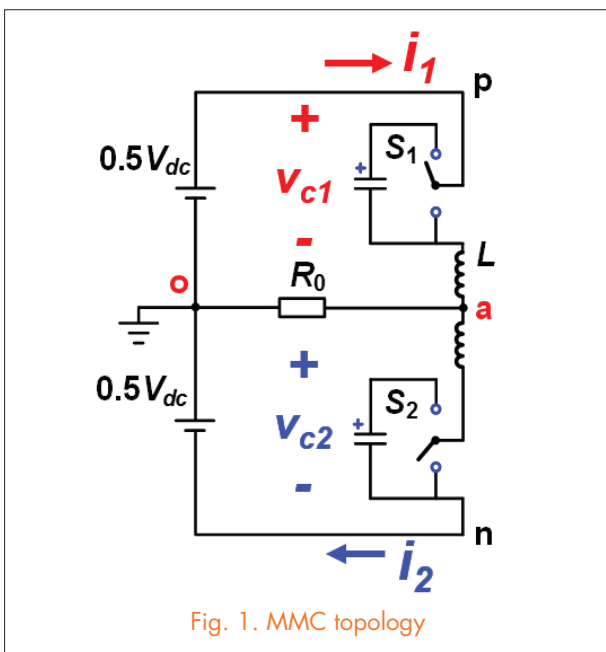 i1
p
+
0.5Vdc
S1
+
vc1
-
L
R0
o
a
+
0.5Vdc
S2
+
vc2
-
n
i2
Fig. 1. MMC topology